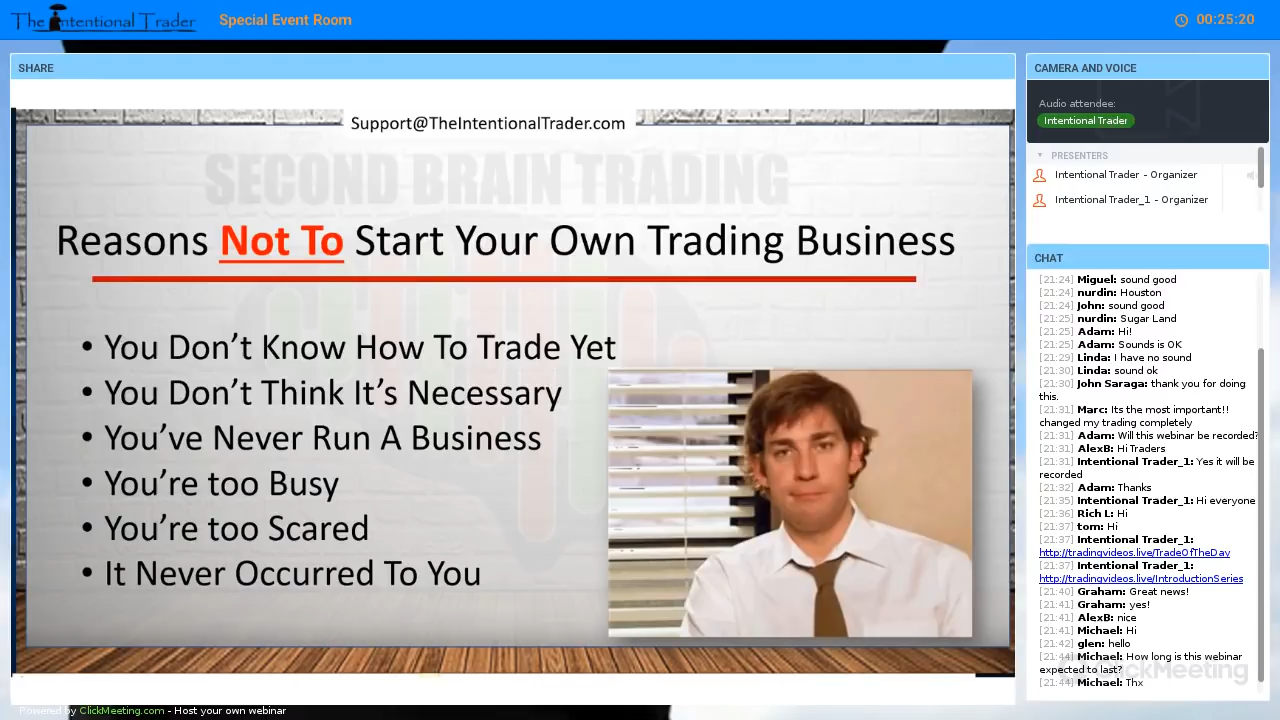 The Intentional Trader
Special Event Room
00:25:20
SHARE
Support@TheIntentionalTrader.com
SECOND BRAIN TRADING
Reasons Not To Start Your Own Trading Business
• You Don't Know How To Trade Yet
• You Don't Think It's Necessary
• You've Never Run A Business
• You're too Busy
• You're too Scared
• It Never Occurred To You
CAMERA AND VOICE
Audio attendee:
Intentional Trader
PRESENTERS
Intentional Trader - Organizer
Intentional Trader_1 - Organizer
CHAT
[21:24] Miguel: sound good
[21:24] nurdin: Houston
[21:24] John: sound good
[21:25] nurdin: Sugar Land
[21:25] Adam: Hi!
[21:25] Adam: Sounds is OK
[21:29] Linda: I have no sound
[21:30] Linda: sound ok
[21:30] John Saraga: thank you for doing
this.
[21:31] Marc: Its the most important!!
changed my trading completely
[21:31] Adam: Will this webinar be recorded?
[21:31] AlexB: Hi Traders
[21:31] Intentional Trader_1: Yes it will be
recorded
[21:32] Adam: Thanks
[21:35] Intentional Trader_1: Hi everyone
[21:36] Rich L: Hi
[21:37] tom: Hi
[21:37] Intentional Trader_1:
http://tradingvideos.live/TradeOfTheDay
[21:37] Intentional Trader_1:
http://tradingvideos.live/IntroductionSeries
[21:40] Graham: Great news!
[21:41] Graham: yes!
[21:41] AlexB: nice
[21:41] Michael: Hi
[21:42] glen: hello
[21:44] Michael: How long is this webinar
expected to last?
[21:44] Michael: Thx
ClickMeeting
Powered by ClickMeeting.com - Host your own webinar